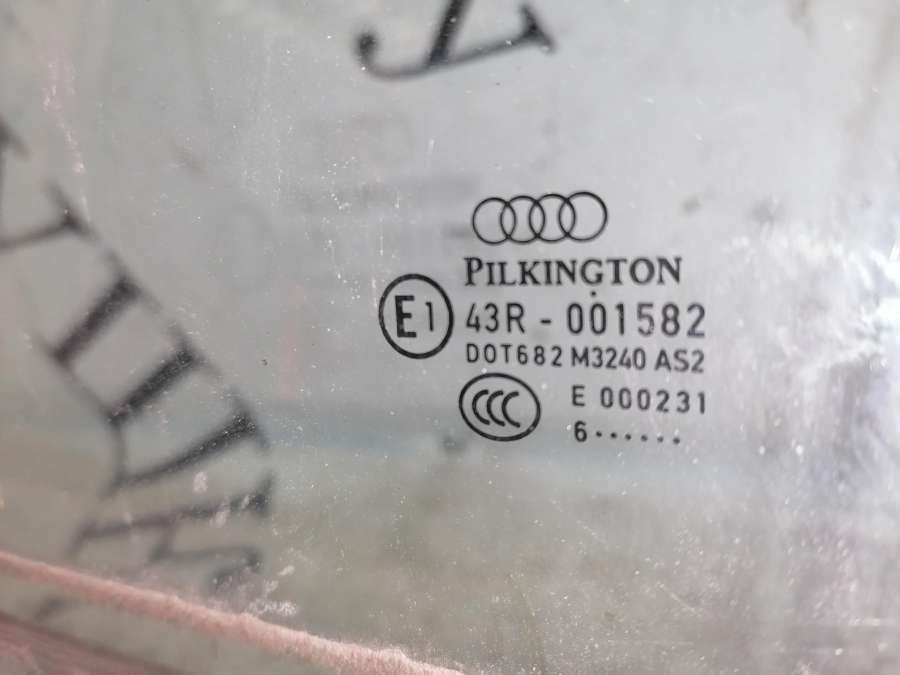 PILKINGTON
E1 43R - 001582
DOT682 M3240 AS2
CCC E 000231
6······